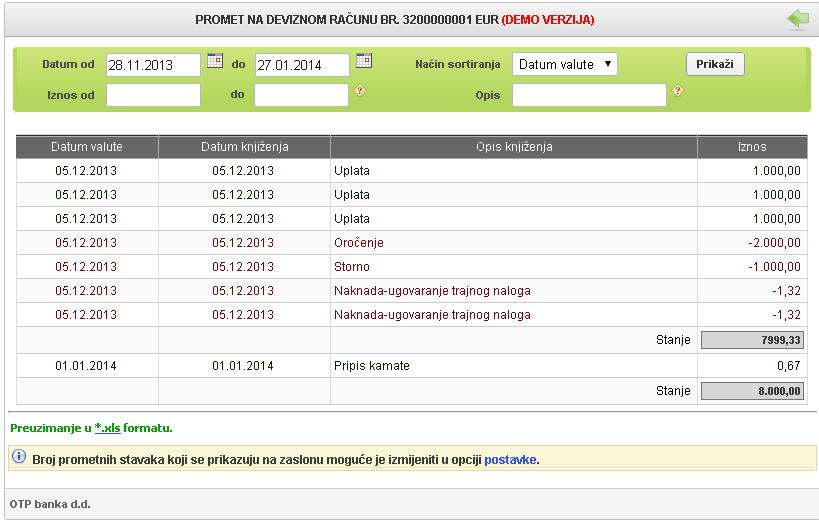 PROMET NA DEVIZNOM RAČUNU BR. 3200000001 EUR (DEMO VERZIJA)
Datum od 28.11.2013 do 27.01.2014 Način sortiranja Datum valute Prikaži
Iznos od do ? Opis ?
Datum valute Datum knjiženja Opis knjiženja Iznos
05.12.2013 05.12.2013 Uplata 1.000,00
05.12.2013 05.12.2013 Uplata 1.000,00
05.12.2013 05.12.2013 Uplata 1.000,00
05.12.2013 05.12.2013 Oročenje -2.000,00
05.12.2013 05.12.2013 Storno -1.000,00
05.12.2013 05.12.2013 Naknada-ugovaranje trajnog naloga -1,32
05.12.2013 05.12.2013 Naknada-ugovaranje trajnog naloga -1,32
Stanje 7999,33
01.01.2014 01.01.2014 Pripis kamate 0,67
Stanje 8.000,00
Preuzimanje u *.xls formatu.
Broj prometnih stavaka koji se prikazuju na zaslonu moguće je izmijeniti u opciji postavke.
OTP banka d.d.